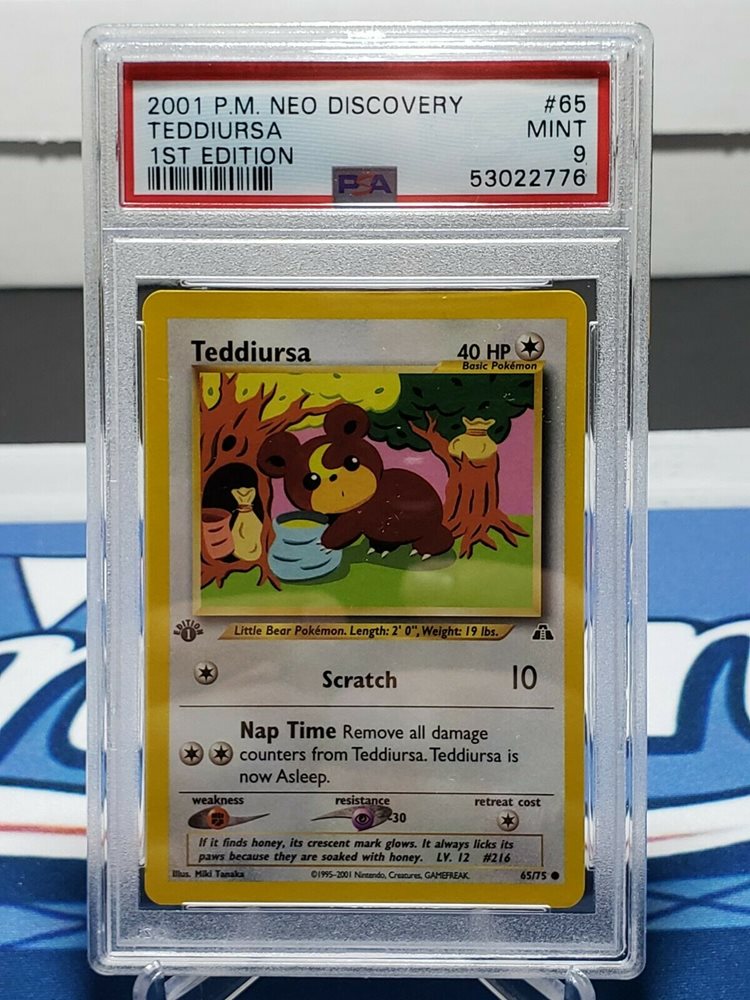 2001 P.M. NEO DISCOVERY #65
TEDDIURSA MINT
1ST EDITION 9
PSA 53022776
Teddiursa 40 HP
Basic Pokémon
EDITION 1
Little Bear Pokémon. Length: 2' 0", Weight: 19 lbs.
Scratch 10
Nap Time Remove all damage
counters from Teddiursa. Teddiursa is
now Asleep.
weakness resistance retreat cost
-30
If it finds honey, its crescent mark glows. It always licks its
paws because they are soaked with honey. LV. 12 #216
Illus. Miki Tanaka ©1995-2001 Nintendo, Creatures, GAMEFREAK. 65/75